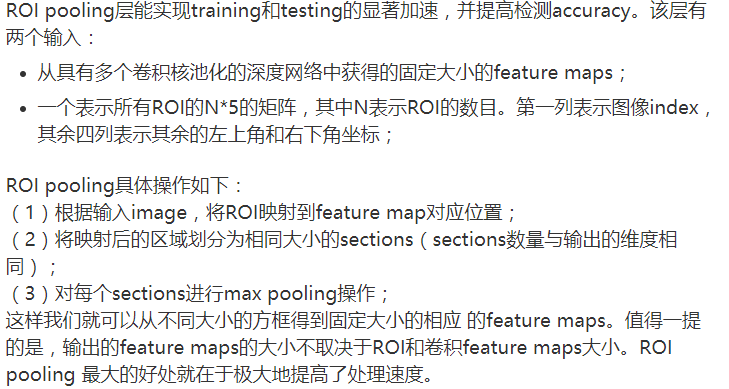 ROI pooling层能实现training和testing的显著加速，并提高检测accuracy。该层有
两个输入：
• 从具有多个卷积核池化的深度网络中获得的固定大小的feature maps；
• 一个表示所有ROI的N*5的矩阵，其中N表示ROI的数目。第一列表示图像index，
其余四列表示其余的左上角和右下角坐标；
ROI pooling具体操作如下：
（1）根据输入image，将ROI映射到feature map对应位置；
（2）将映射后的区域划分为相同大小的sections（sections数量与输出的维度相
同）；
（3）对每个sections进行max pooling操作；
这样我们就可以从不同大小的方框得到固定大小的相应 的feature maps。值得一提
的是，输出的feature maps的大小不取决于ROI和卷积feature maps大小。ROI
pooling 最大的好处就在于极大地提高了处理速度。